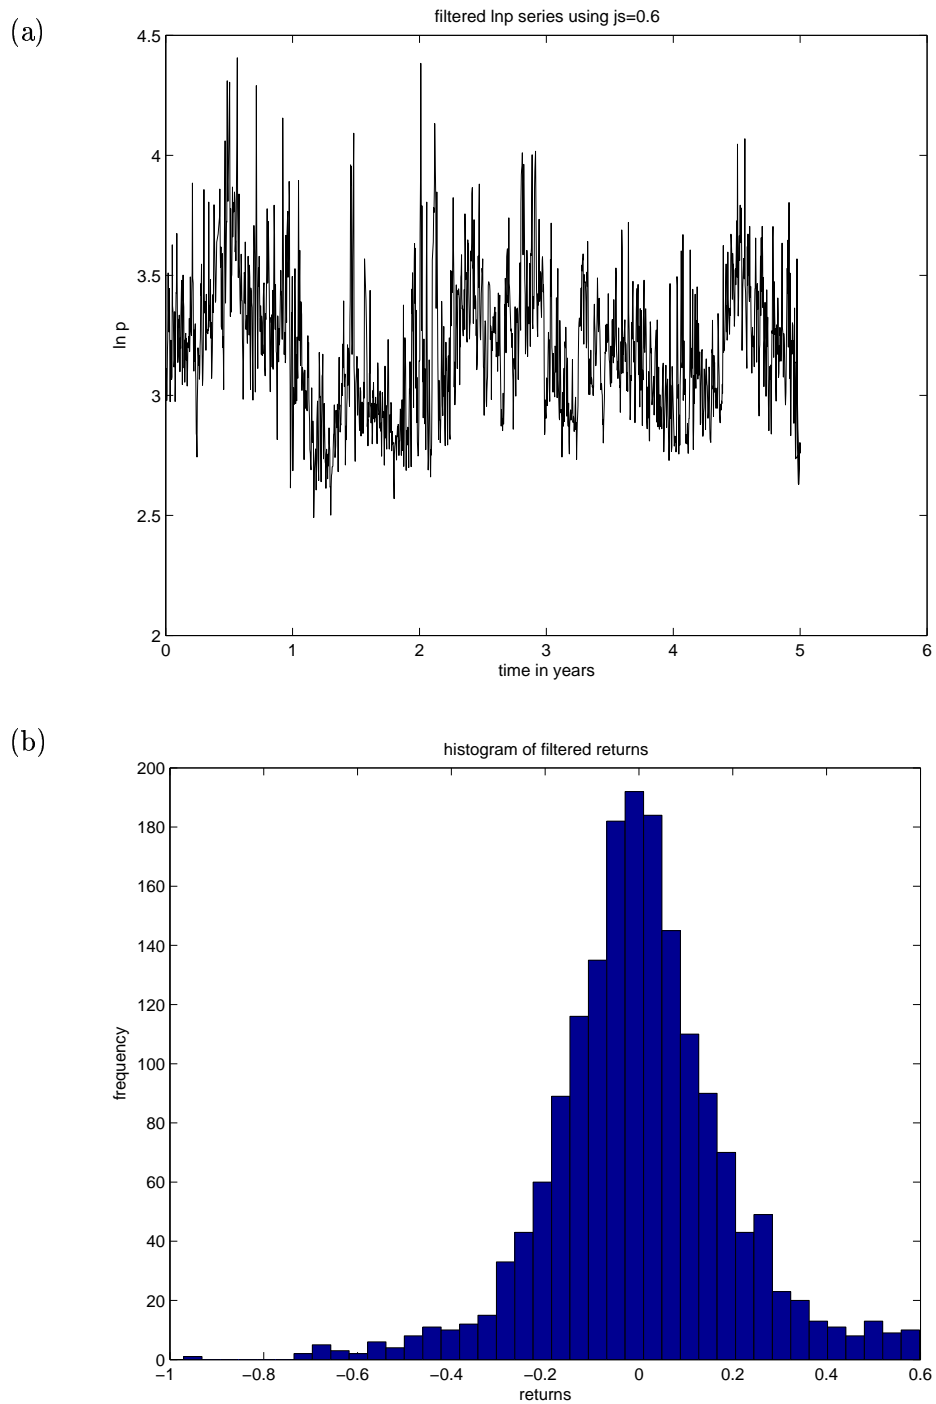 (a)
filtered lnp series using js=0.6
4.5
4
3.5
3
2.5
2
ln p
0 1 2 3 4 5 6
time in years
(b)
histogram of filtered returns
200
180
160
140
120
100
80
60
40
20
0
frequency
−1 −0.8 −0.6 −0.4 −0.2 0 0.2 0.4 0.6
returns